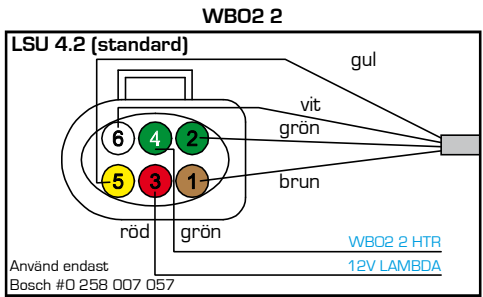 WBO2 2
LSU 4.2 (standard)
gul
vit
grön
6 4 2
5 3 1
brun
röd grön
WBO2 2 HTR
12V LAMBDA
Använd endast
Bosch #0 258 007 057